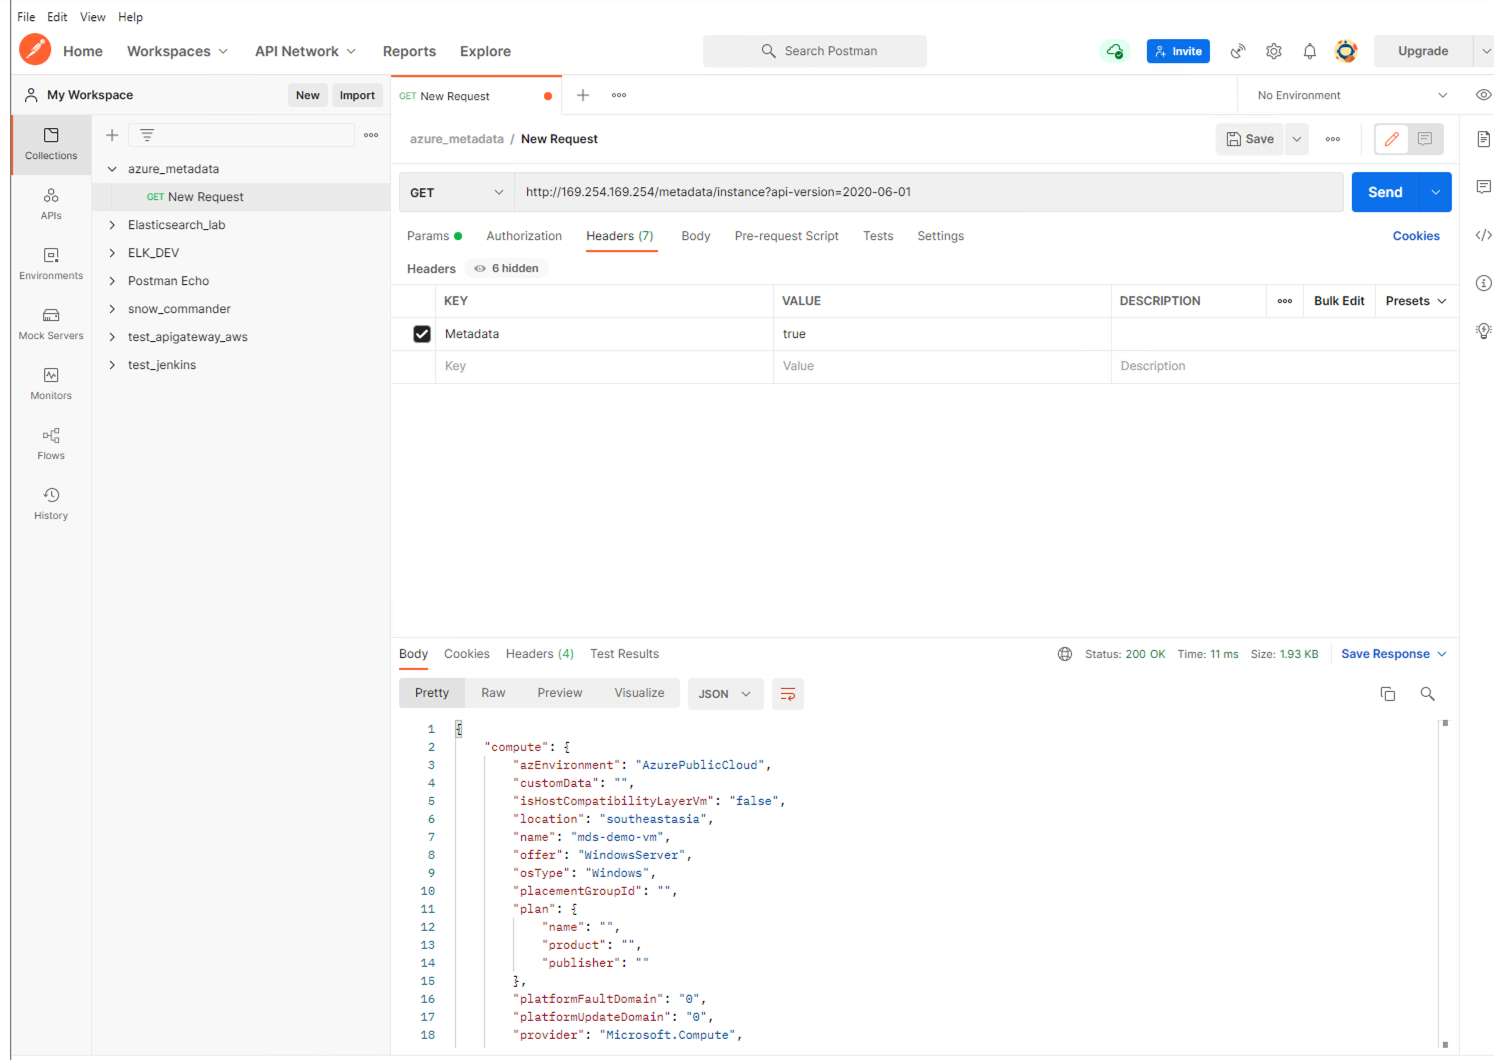 File Edit View Help
Home Workspaces API Network Reports Explore Search Postman Invite Upgrade
My Workspace New Import GET New Request No Environment
Collections
APIs
Environments
Mock Servers
Monitors
Flows
History
azure_metadata
GET New Request
Elasticsearch_lab
ELK_DEV
Postman Echo
snow_commander
test_apigateway_aws
test_jenkins
azure_metadata / New Request Save
GET http://169.254.169.254/metadata/instance?api-version=2020-06-01 Send
Params Authorization Headers (7) Body Pre-request Script Tests Settings Cookies
Headers 6 hidden
KEY VALUE DESCRIPTION Bulk Edit Presets
Metadata true
Key Value Description
Body Cookies Headers (4) Test Results Status: 200 OK Time: 11 ms Size: 1.93 KB Save Response
Pretty Raw Preview Visualize JSON
1 {
2 "compute": {
3 "azEnvironment": "AzurePublicCloud",
4 "customData": "",
5 "isHostCompatibilityLayerVm": "false",
6 "location": "southeastasia",
7 "name": "mds-demo-vm",
8 "offer": "WindowsServer",
9 "osType": "Windows",
10 "placementGroupId": "",
11 "plan": {
12 "name": "",
13 "product": "",
14 "publisher": ""
15 },
16 "platformFaultDomain": "0",
17 "platformUpdateDomain": "0",
18 "provider": "Microsoft.Compute",